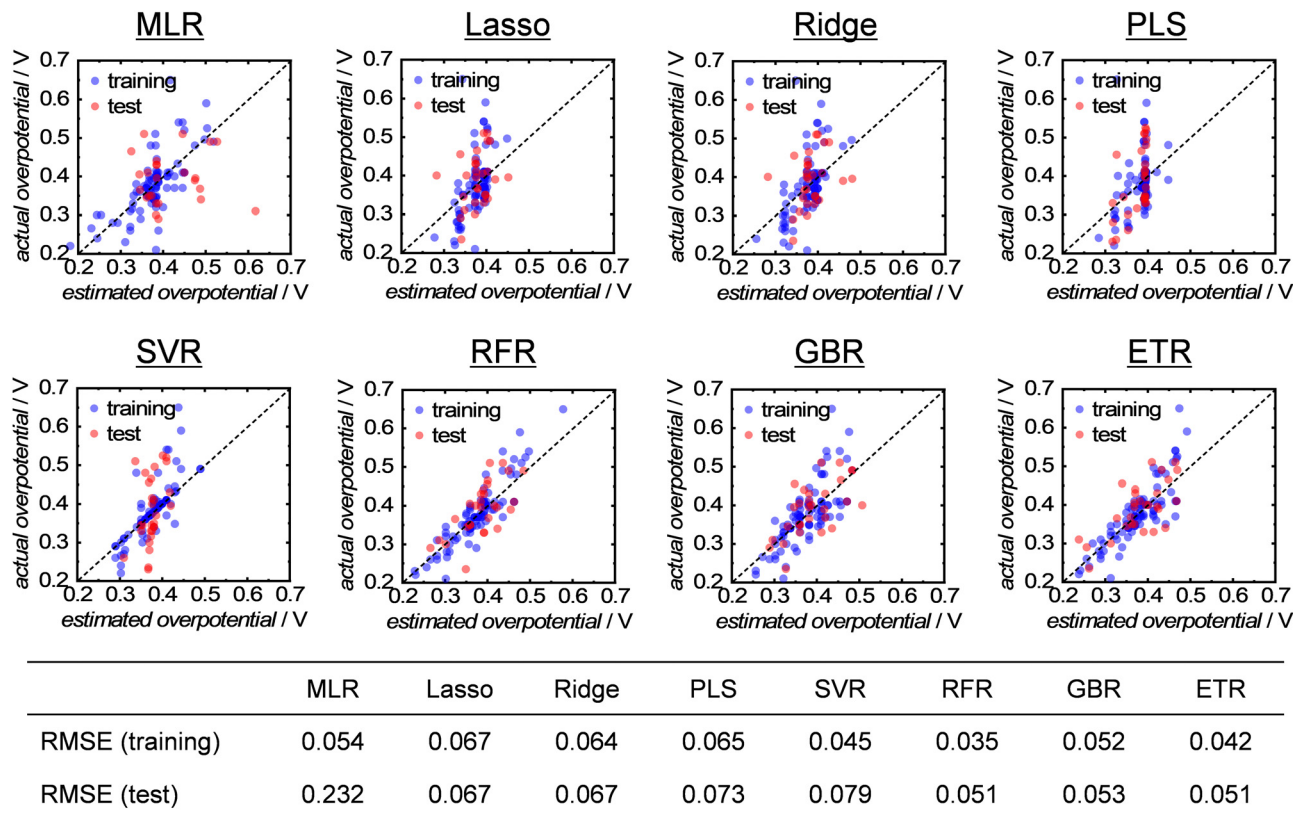 MLR Lasso Ridge PLS
0.7 0.7 0.7 0.7
training training training training
0.6 0.6 0.6 0.6
test test test test
0.5 0.5 0.5 0.5
0.4 0.4 0.4 0.4
0.3 0.3 0.3 0.3
0.2 0.2 0.2 0.2
actual overpotential / V actual overpotential / V actual overpotential / V actual overpotential / V
0.2 0.3 0.4 0.5 0.6 0.7 0.2 0.3 0.4 0.5 0.6 0.7 0.2 0.3 0.4 0.5 0.6 0.7 0.2 0.3 0.4 0.5 0.6 0.7
estimated overpotential / V estimated overpotential / V estimated overpotential / V estimated overpotential / V
SVR RFR GBR ETR
0.7 0.7 0.7 0.7
training training training training
0.6 0.6 0.6 0.6
test test test test
0.5 0.5 0.5 0.5
0.4 0.4 0.4 0.4
0.3 0.3 0.3 0.3
0.2 0.2 0.2 0.2
actual overpotential / V actual overpotential / V actual overpotential / V actual overpotential / V
0.2 0.3 0.4 0.5 0.6 0.7 0.2 0.3 0.4 0.5 0.6 0.7 0.2 0.3 0.4 0.5 0.6 0.7 0.2 0.3 0.4 0.5 0.6 0.7
estimated overpotential / V estimated overpotential / V estimated overpotential / V estimated overpotential / V
MLR Lasso Ridge PLS SVR RFR GBR ETR
RMSE (training) 0.054 0.067 0.064 0.065 0.045 0.035 0.052 0.042
RMSE (test) 0.232 0.067 0.067 0.073 0.079 0.051 0.053 0.051